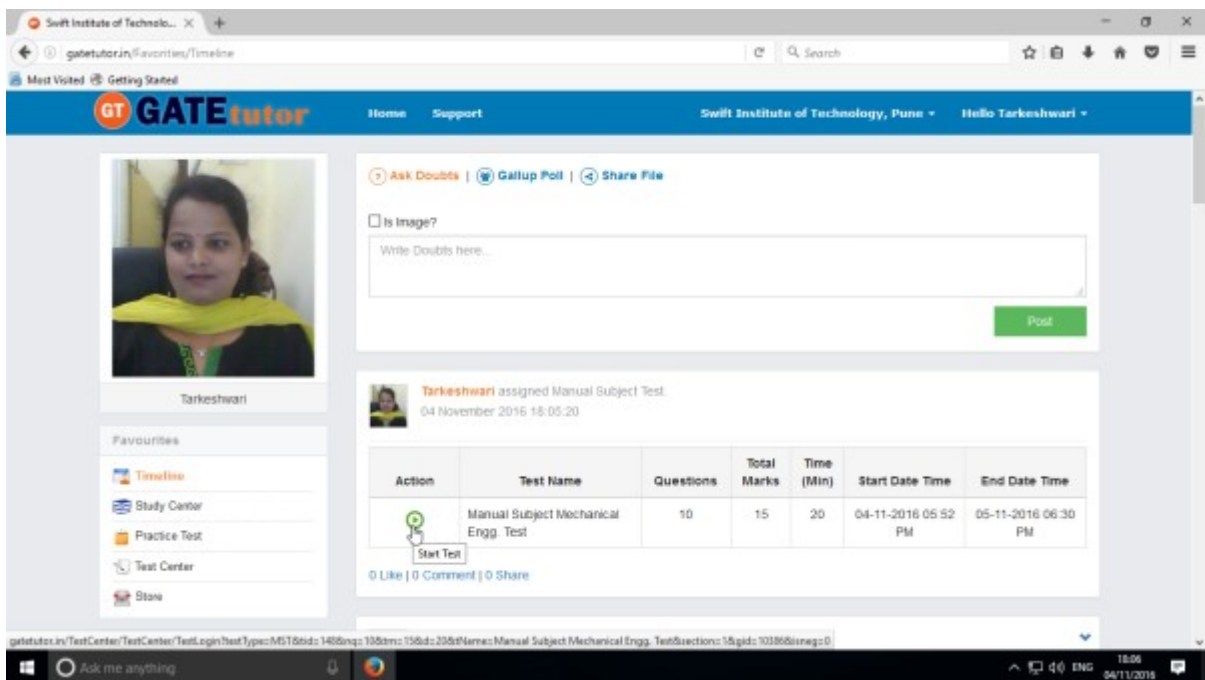 Swift Institute of Technolo...
gatetutor.in/Favorities/Timeline
Search
Most Visited Getting Started
GT GATEtutor Home Support Swift Institute of Technology, Pune Hello Tarkeshwari
Ask Doubts | Gallup Poll | Share File
Is Image?
Write Doubts here...
Post
Tarkeshwari
Tarkeshwari assigned Manual Subject Test.
04 November 2016 18:05:20
Favourites
Timeline
Study Center
Practice Test
Test Center
Store
Action Test Name Questions Total Marks Time (Min) Start Date Time End Date Time
Manual Subject Mechanical Engg. Test 10 15 20 04-11-2016 05:52 PM 05-11-2016 06:30 PM
Start Test
0 Like | 0 Comment | 0 Share
Ask me anything
ENG
18:06
04/11/2016